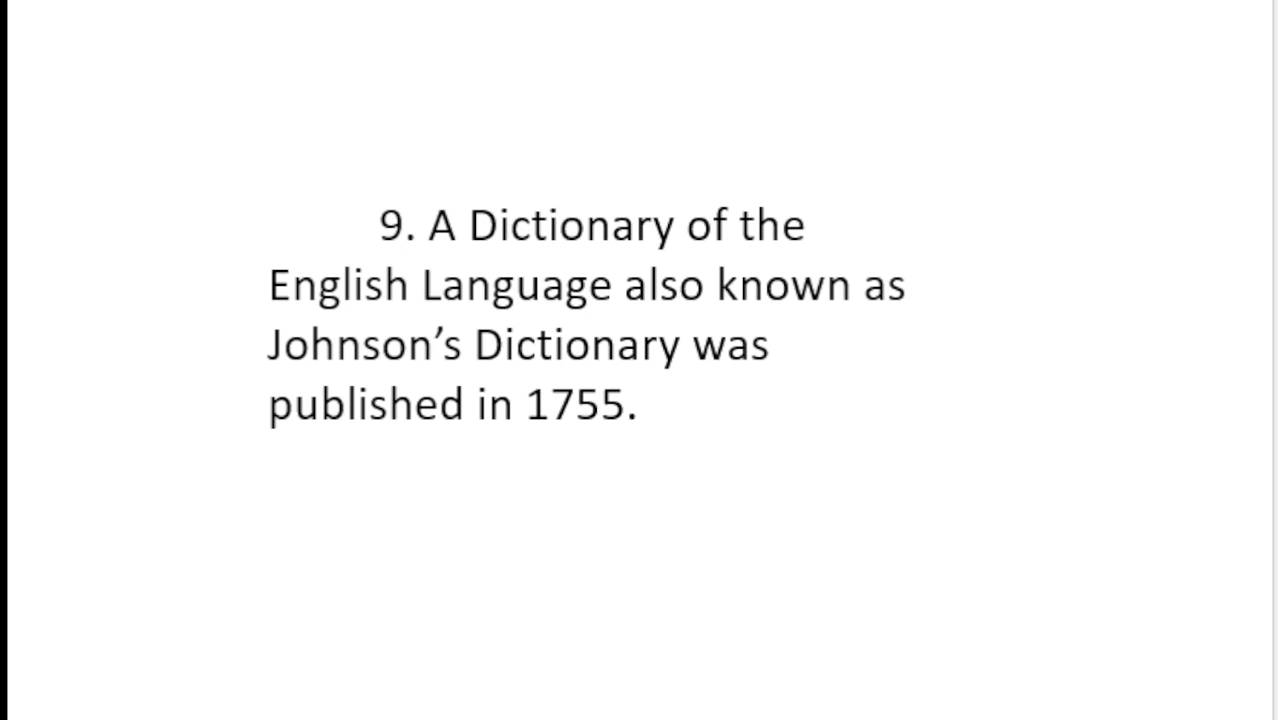 9. A Dictionary of the
English Language also known as
Johnson’s Dictionary was
published in 1755.